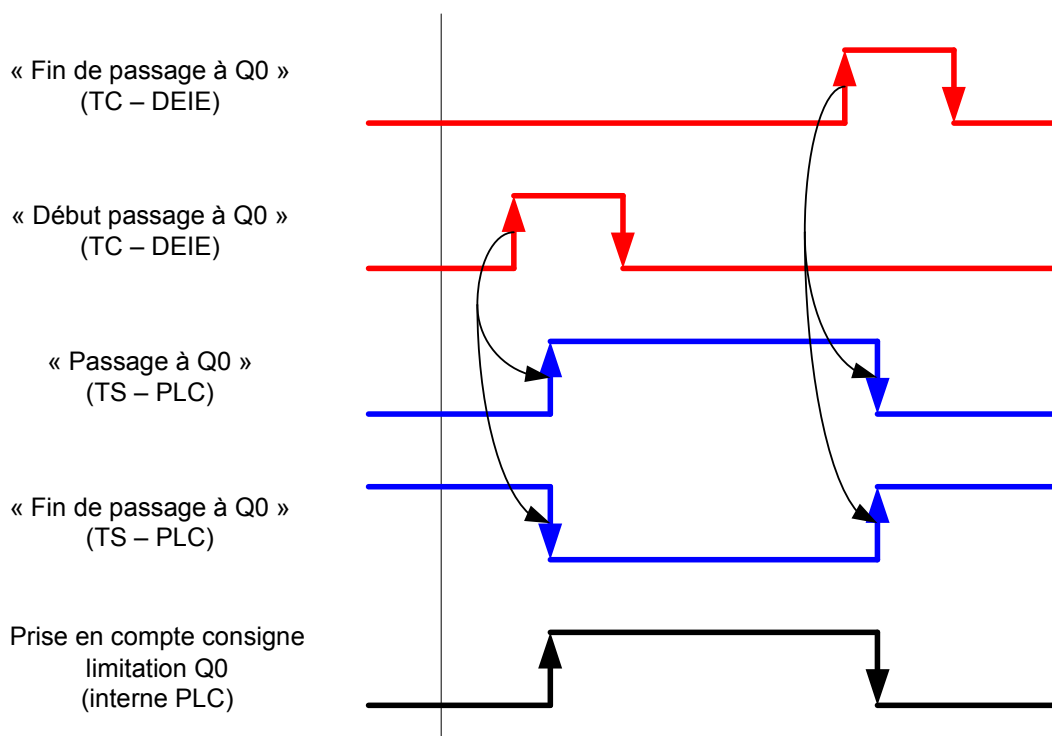 « Fin de passage à Q0 »
(TC – DEIE)
« Début passage à Q0 »
(TC – DEIE)
« Passage à Q0 »
(TS – PLC)
« Fin de passage à Q0 »
(TS – PLC)
Prise en compte consigne
limitation Q0
(interne PLC)